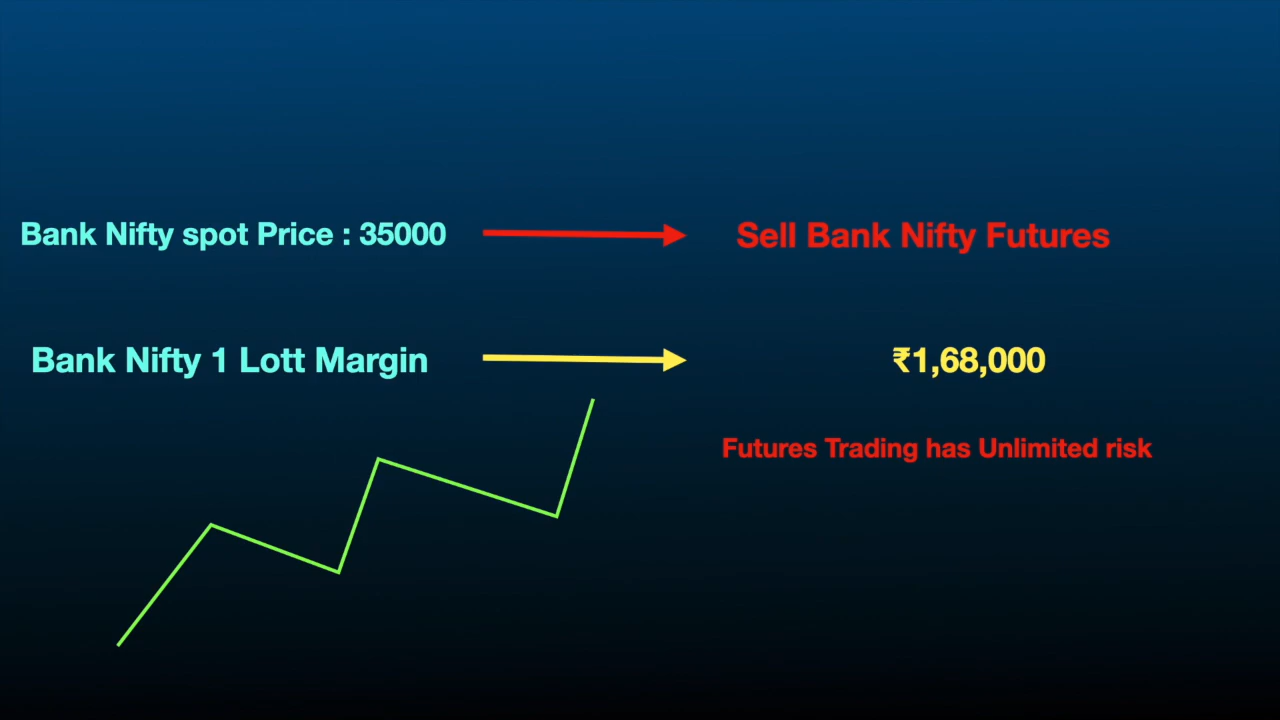 Bank Nifty spot Price : 35000
Sell Bank Nifty Futures
Bank Nifty 1 Lott Margin
₹1,68,000
Futures Trading has Unlimited risk